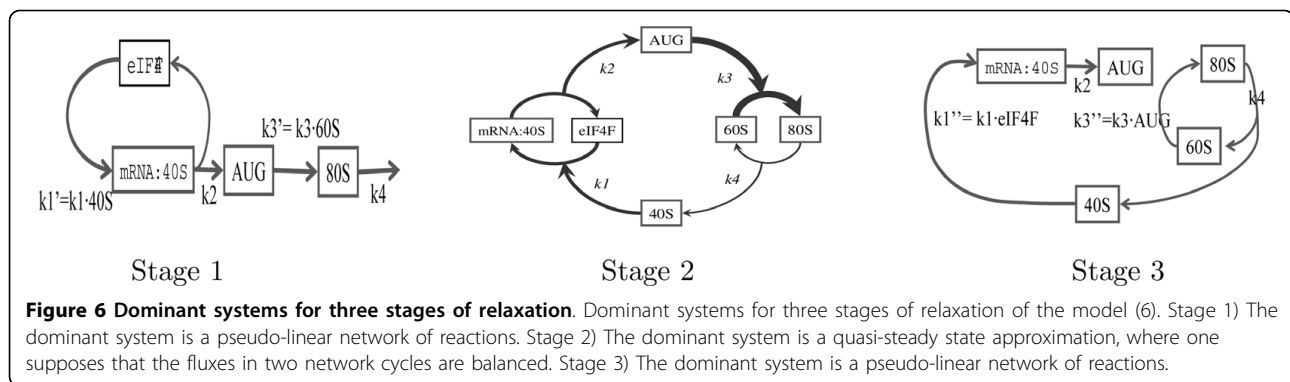 eIF4F
mRNA:40S
k1'=k1·40S
k2
AUG
k3'= k3·60S
80S
k4
Stage 1
AUG
k2
k3
mRNA:40S
eIF4F
60S
80S
k1
k4
40S
Stage 2
mRNA:40S
k2
AUG
80S
k4
k1''= k1·eIF4F
k3''=k3·AUG
60S
40S
Stage 3
Figure 6 Dominant systems for three stages of relaxation. Dominant systems for three stages of relaxation of the model (6). Stage 1) The
dominant system is a pseudo-linear network of reactions. Stage 2) The dominant system is a quasi-steady state approximation, where one
supposes that the fluxes in two network cycles are balanced. Stage 3) The dominant system is a pseudo-linear network of reactions.